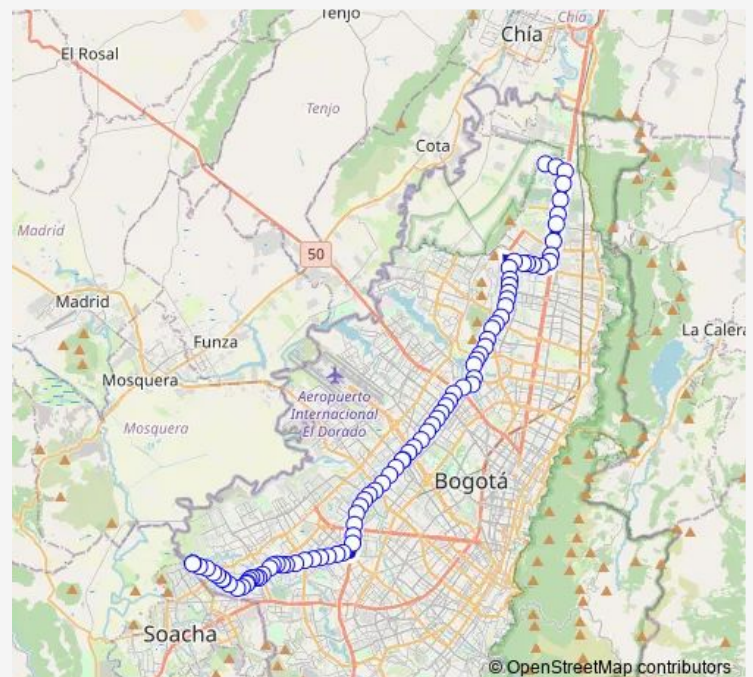 Tenjo
Chía
Chía
El Rosal
Tenjo
Cota
Madrid
50
Madrid
Funza
La Calera
Mosquera
Aeropuerto
Internacional
El Dorado
Mosquera
Bogotá
Soacha
© OpenStreetMap contributors